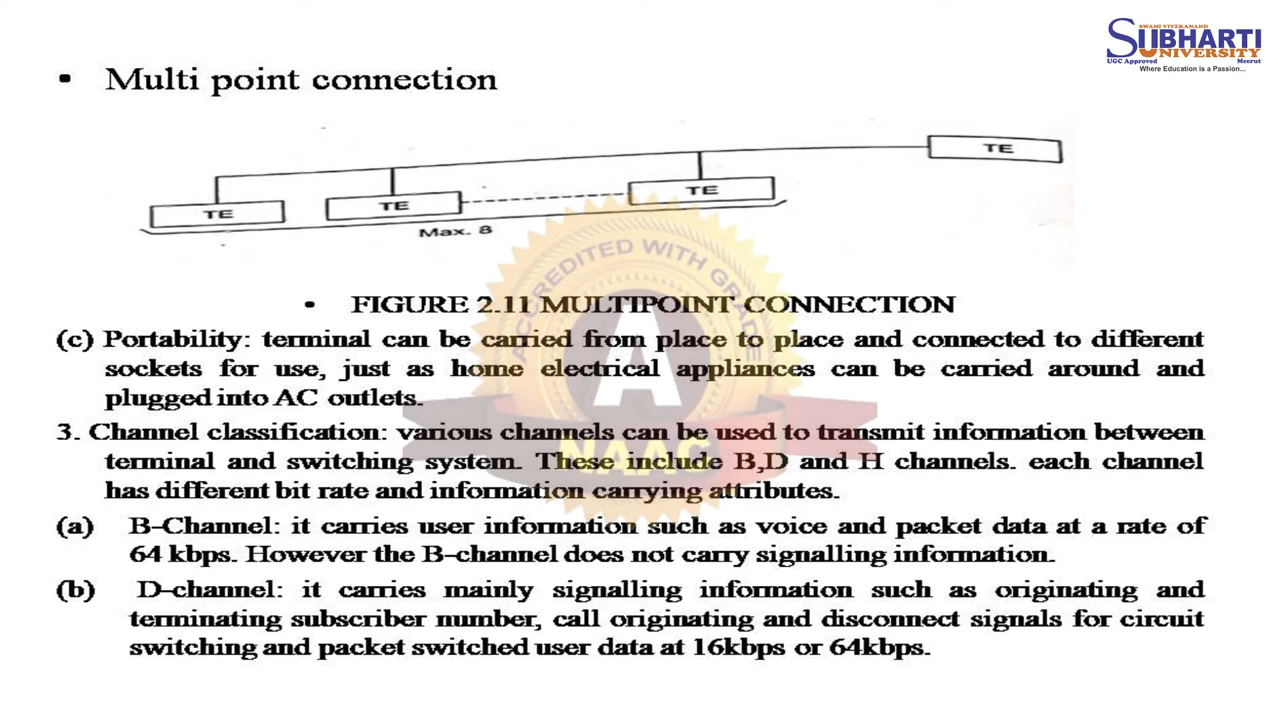 SWAMI VIVEKANAND
SUBHARTI
UNIVERSITY
UGC Approved Meerut
Where Education is a Passion...
• Multi point connection
TE
TE TE TE
Max. 8
ACCREDITED WITH GRADE
A
NAAC
• FIGURE 2.11 MULTIPOINT CONNECTION
(c) Portability: terminal can be carried from place to place and connected to different
sockets for use, just as home electrical appliances can be carried around and
plugged into AC outlets.
3. Channel classification: various channels can be used to transmit information between
terminal and switching system. These include B,D and H channels. each channel
has different bit rate and information carrying attributes.
(a) B-Channel: it carries user information such as voice and packet data at a rate of
64 kbps. However the B-channel does not carry signalling information.
(b) D-channel: it carries mainly signalling information such as originating and
terminating subscriber number, call originating and disconnect signals for circuit
switching and packet switched user data at 16kbps or 64kbps.